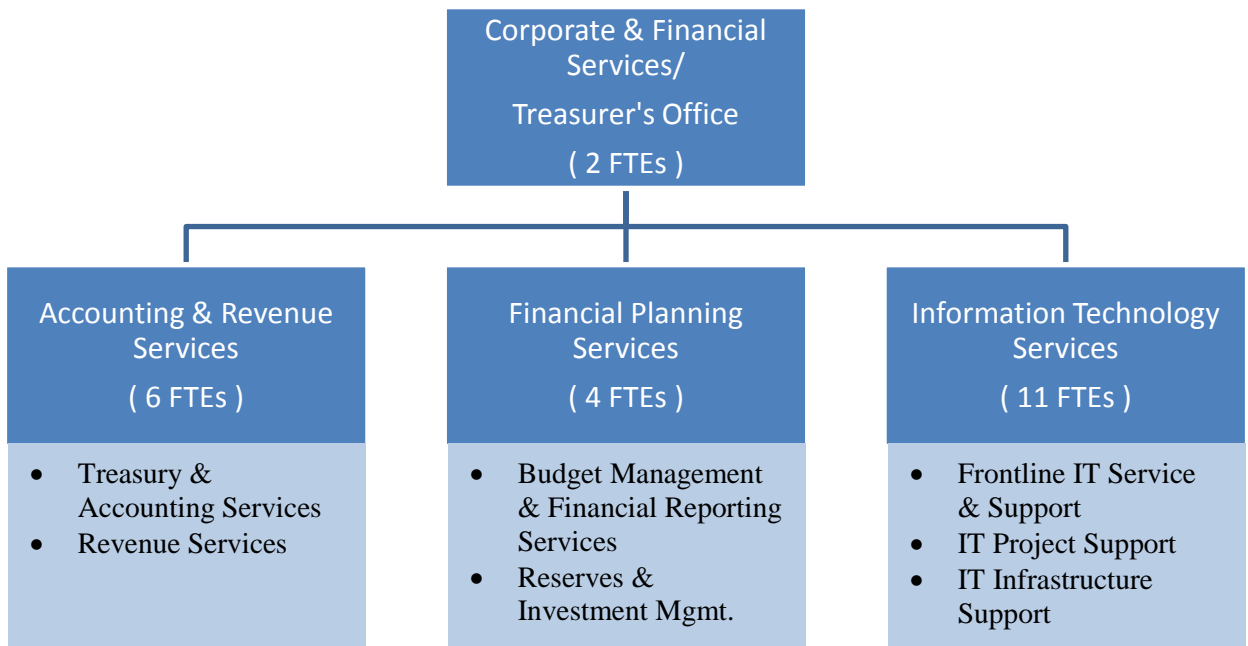 Corporate & Financial
Services/
Treasurer's Office
( 2 FTEs )
Accounting & Revenue
Services
( 6 FTEs )
• Treasury &
Accounting Services
• Revenue Services
Financial Planning
Services
( 4 FTEs )
• Budget Management
& Financial Reporting
Services
• Reserves &
Investment Mgmt.
Information Technology
Services
( 11 FTEs )
• Frontline IT Service
& Support
• IT Project Support
• IT Infrastructure
Support